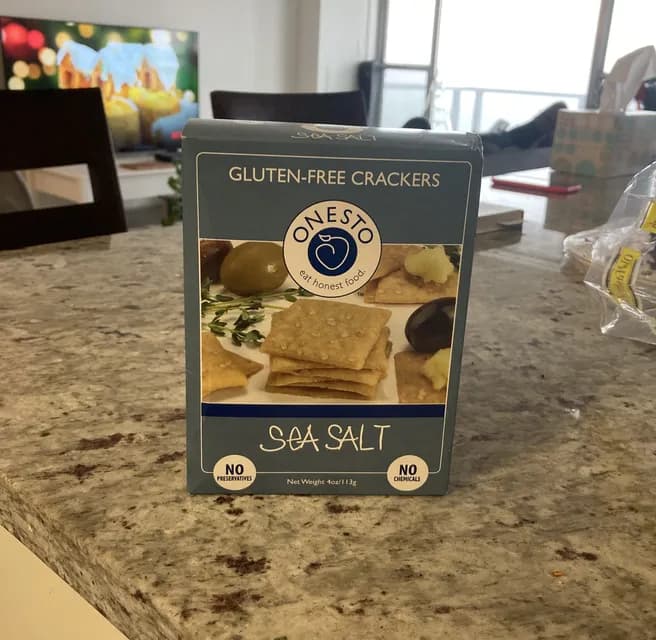 SEA SALT
GLUTEN-FREE CRACKERS
ONESTO
eat honest food.
SEA SALT
NO
PRESERVATIVES
Net Weight 4oz/113g
NO
CHEMICALS